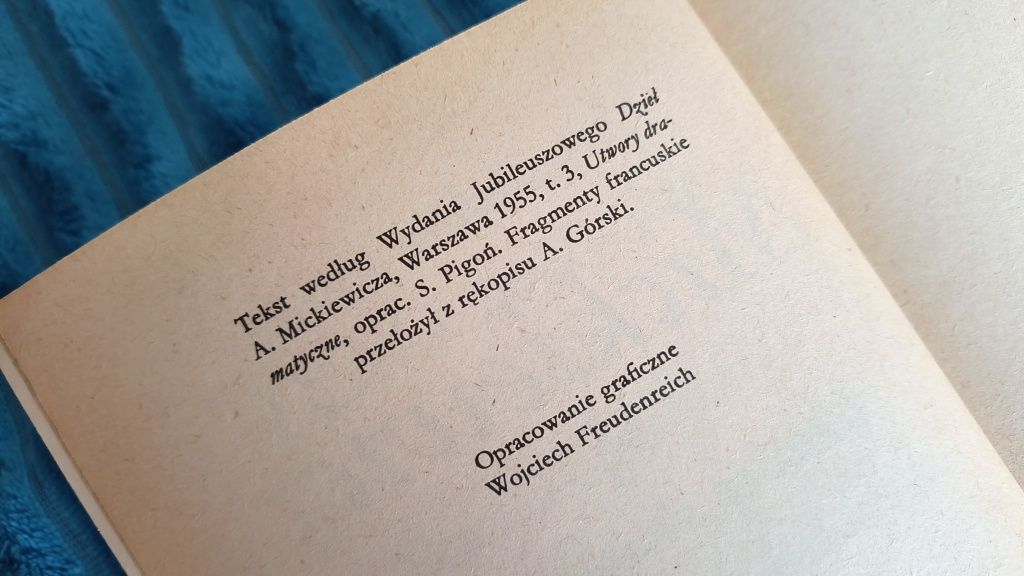 Tekst według Wydania Jubileuszowego Dzieł
A. Mickiewicza, Warszawa 1955, t. 3, Utwory dra-
matyczne, oprac. S. Pigoń. Fragmenty francuskie
przełożył z rękopisu A. Górski.
Opracowanie graficzne
Wojciech Freudenreich